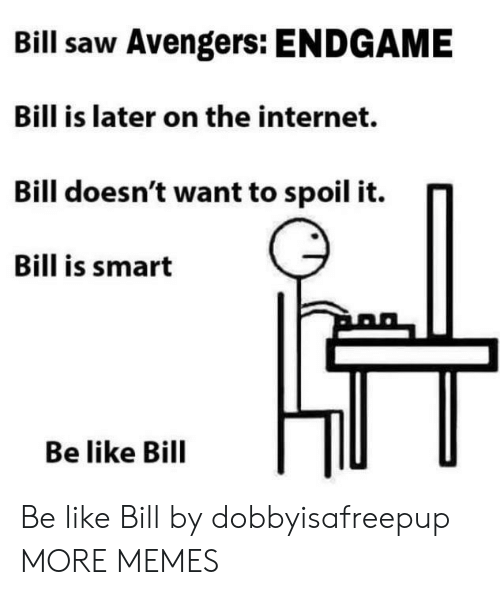 Bill saw Avengers: ENDGAME
Bill is later on the internet.
Bill doesn't want to spoil it.
Bill is smart
Be like Bill
Be like Bill by dobbyisafreepup
MORE MEMES